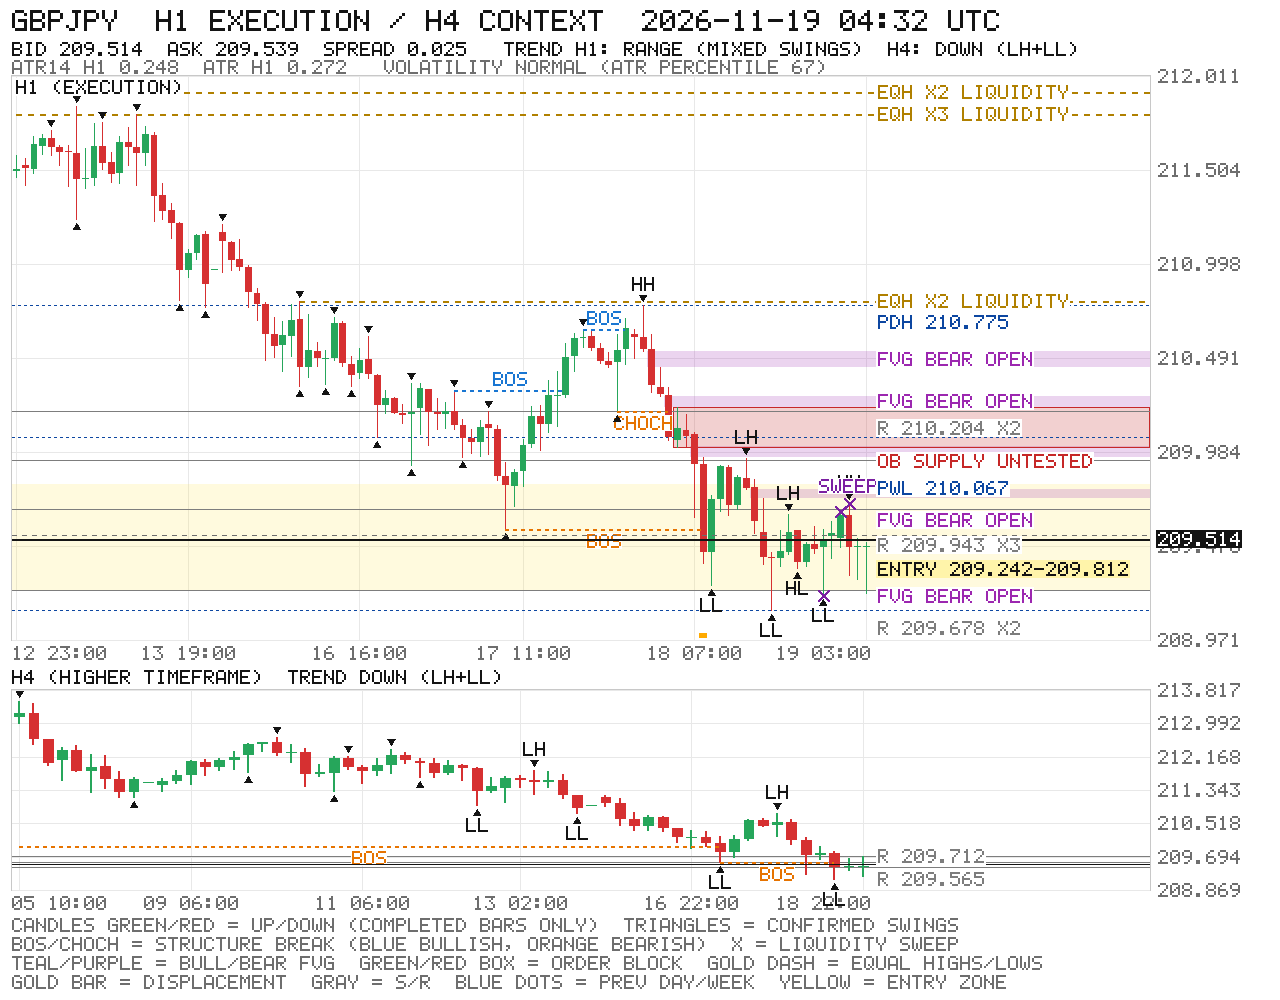 GBPJPY  H1 EXECUTION / H4 CONTEXT  2026-11-19 04:32 UTC
BID 209.514  ASK 209.539  SPREAD 0.025  TREND H1: RANGE (MIXED SWINGS)  H4: DOWN (LH+LL)
ATR14 H1 0.248  ATR H1 0.272  VOLATILITY NORMAL (ATR PERCENTILE 67)
H1 (EXECUTION)
212.011
EQH X2 LIQUIDITY
EQH X3 LIQUIDITY
211.504
210.998
HH
EQH X2 LIQUIDITY
BOS
PDH 210.775
FVG BEAR OPEN
210.491
BOS
FVG BEAR OPEN
CHOCH
R 210.204 X2
LH
209.984
OB SUPPLY UNTESTED
SWEEP
PWL 210.067
LH
FVG BEAR OPEN
BOS
R 209.943 X3
209.514
ENTRY 209.242-209.812
HL
FVG BEAR OPEN
LL
LL
LL
R 209.678 X2
208.971
12 23:00  13 19:00  16 16:00  17 11:00  18 07:00  19 03:00
H4 (HIGHER TIMEFRAME)  TREND DOWN (LH+LL)
213.817
212.992
LH
212.168
211.343
LH
LL
LL
210.518
BOS
R 209.712
209.694
BOS
R 209.565
LL
208.869
LL
05 10:00  09 06:00  11 06:00  13 02:00  16 22:00
CANDLES GREEN/RED = UP/DOWN (COMPLETED BARS ONLY)  TRIANGLES = CONFIRMED SWINGS
BOS/CHOCH = STRUCTURE BREAK (BLUE BULLISH, ORANGE BEARISH)  X = LIQUIDITY SWEEP
TEAL/PURPLE = BULL/BEAR FVG  GREEN/RED BOX = ORDER BLOCK  GOLD DASH = EQUAL HIGHS/LOWS
GOLD BAR = DISPLACEMENT  GRAY = S/R  BLUE DOTS = PREV DAY/WEEK  YELLOW = ENTRY ZONE